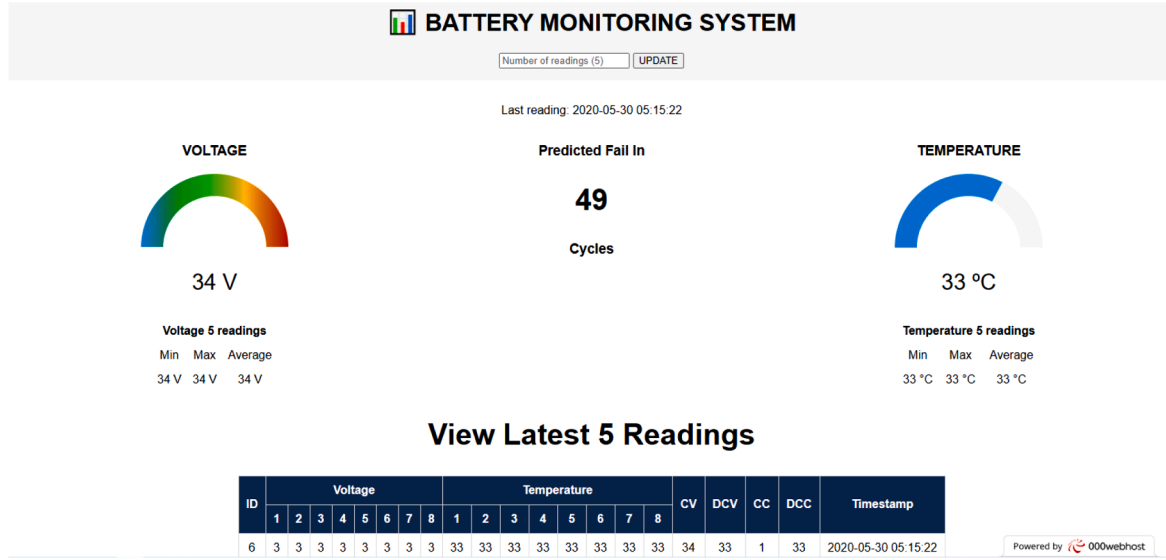 BATTERY MONITORING SYSTEM
Number of readings (5) UPDATE
Last reading: 2020-05-30 05:15:22
VOLTAGE
34 V
Voltage 5 readings
Min Max Average
34 V 34 V 34 V
Predicted Fail In
49
Cycles
TEMPERATURE
33 ºC
Temperature 5 readings
Min Max Average
33 °C 33 °C 33 °C
View Latest 5 Readings
ID Voltage Temperature CV DCV CC DCC Timestamp
1 2 3 4 5 6 7 8 1 2 3 4 5 6 7 8
6 3 3 3 3 3 3 3 3 33 33 33 33 33 33 33 33 34 33 1 33 2020-05-30 05:15:22
Powered by 000webhost